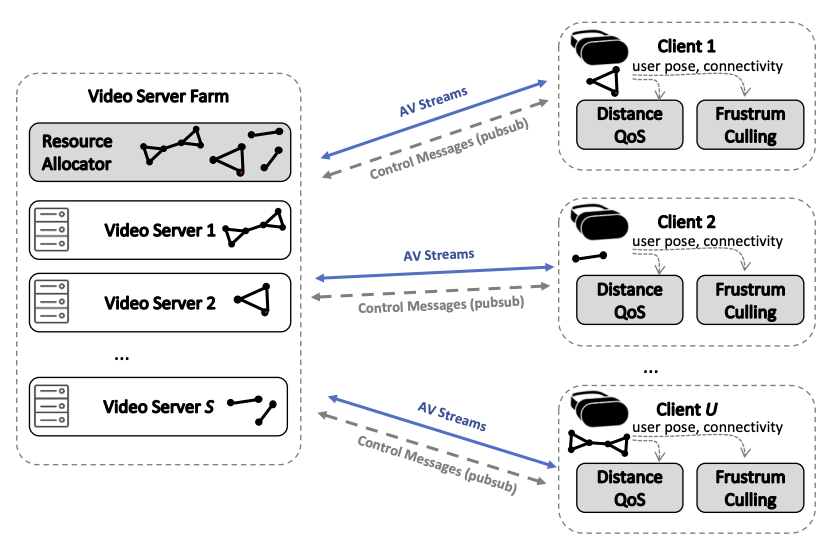 Video Server Farm
Resource
Allocator
Video Server 1
Video Server 2
...
Video Server S
AV Streams
Control Messages (pubsub)
AV Streams
Control Messages (pubsub)
AV Streams
Control Messages (pubsub)
Client 1
user pose, connectivity
Distance
QoS
Frustrum
Culling
Client 2
user pose, connectivity
Distance
QoS
Frustrum
Culling
...
Client U
user pose, connectivity
Distance
QoS
Frustrum
Culling